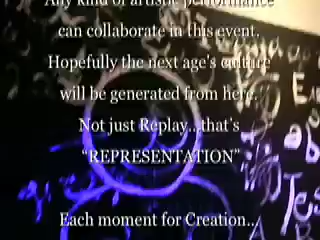 Any kind of artistic performance
can collaborate in this event.
Hopefully the next age's culture
will be generated from here.
Not just Replay...that's
“REPRESENTATION”
Each moment for Creation...